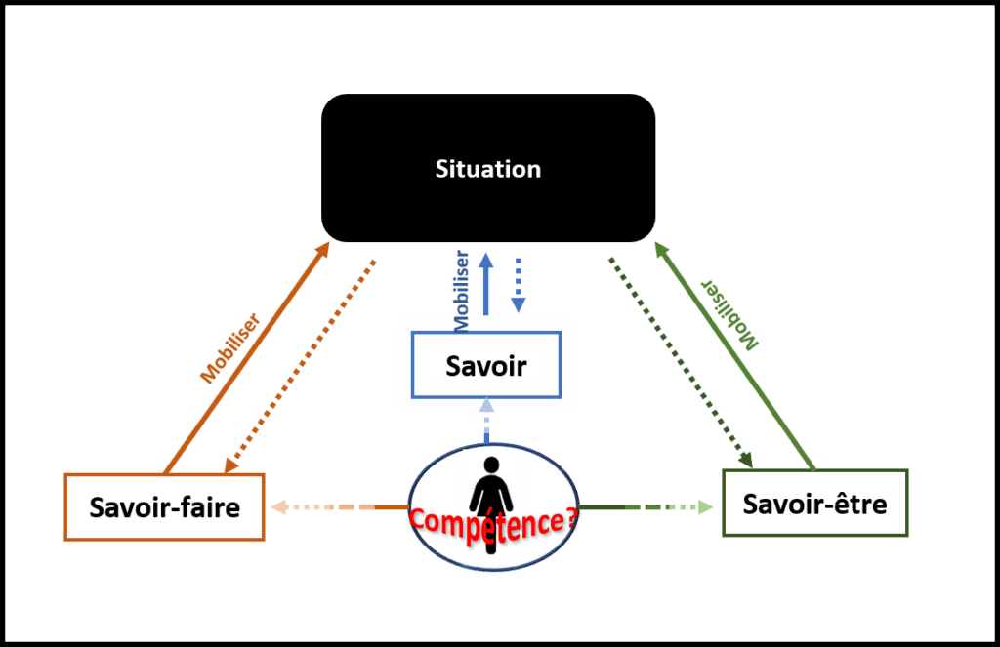 Situation
Mobiliser
Mobiliser
Mobiliser
Savoir
Savoir-faire
Compétence?
Savoir-être